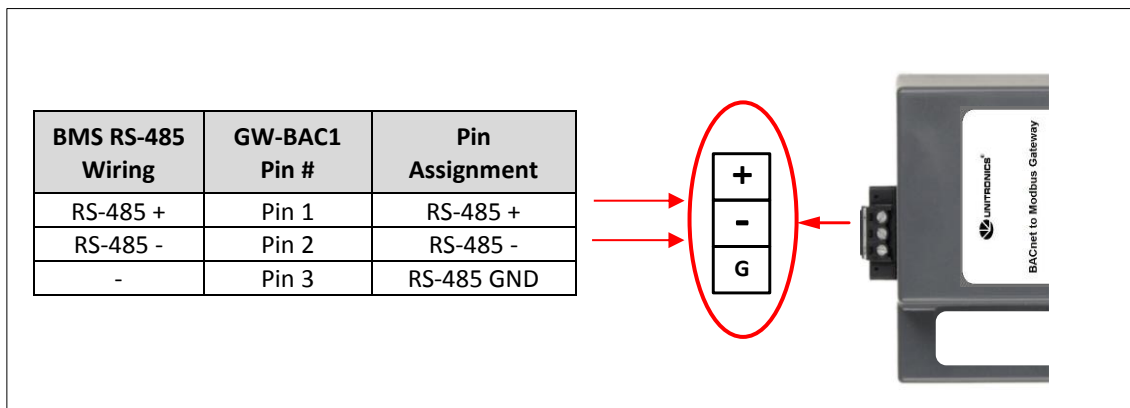 BMS RS-485 Wiring GW-BAC1 Pin # Pin Assignment
RS-485 + Pin 1 RS-485 +
RS-485 - Pin 2 RS-485 -
- Pin 3 RS-485 GND
+
-
G
UNITRONICS®
BACnet to Modbus Gateway